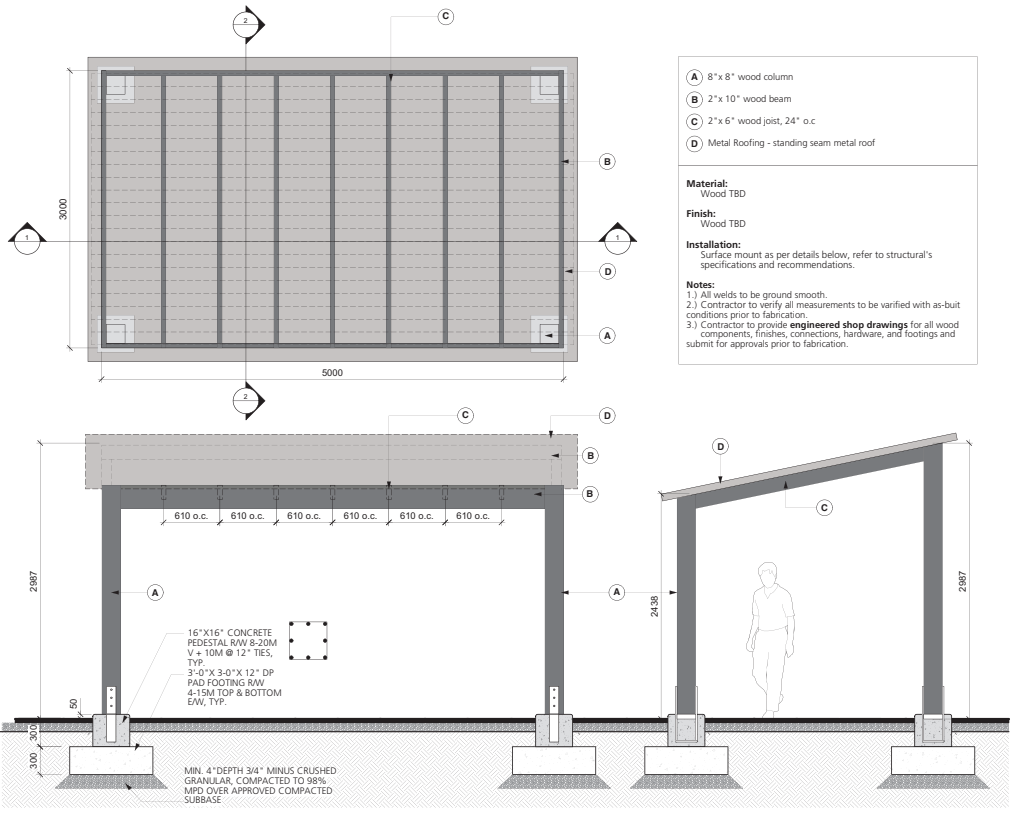 2
C
A 8"x 8" wood column
B 2"x 10" wood beam
C 2"x 6" wood joist, 24" o.c
D Metal Roofing - standing seam metal roof
B
3000
1
1
D
A
5000
2
Material:
Wood TBD
Finish:
Wood TBD
Installation:
Surface mount as per details below, refer to structural's
specifications and recommendations.
Notes:
1.) All welds to be ground smooth.
2.) Contractor to verify all measurements to be varified with as-buit
conditions prior to fabrication.
3.) Contractor to provide engineered shop drawings for all wood
components, finishes, connections, hardware, and footings and
submit for approvals prior to fabrication.
C
D
B
B
610 o.c.
610 o.c.
610 o.c.
610 o.c.
610 o.c.
610 o.c.
2987
A
A
16"X16" CONCRETE
PEDESTAL R/W 8-20M
V + 10M @ 12" TIES,
TYP.
3'-0"X 3-0"X 12" DP
PAD FOOTING R/W
4-15M TOP & BOTTOM
E/W, TYP.
50
300
300
MIN. 4"DEPTH 3/4" MINUS CRUSHED
GRANULAR, COMPACTED TO 98%
MPD OVER APPROVED COMPACTED
SUBBASE
D
C
2438
2987